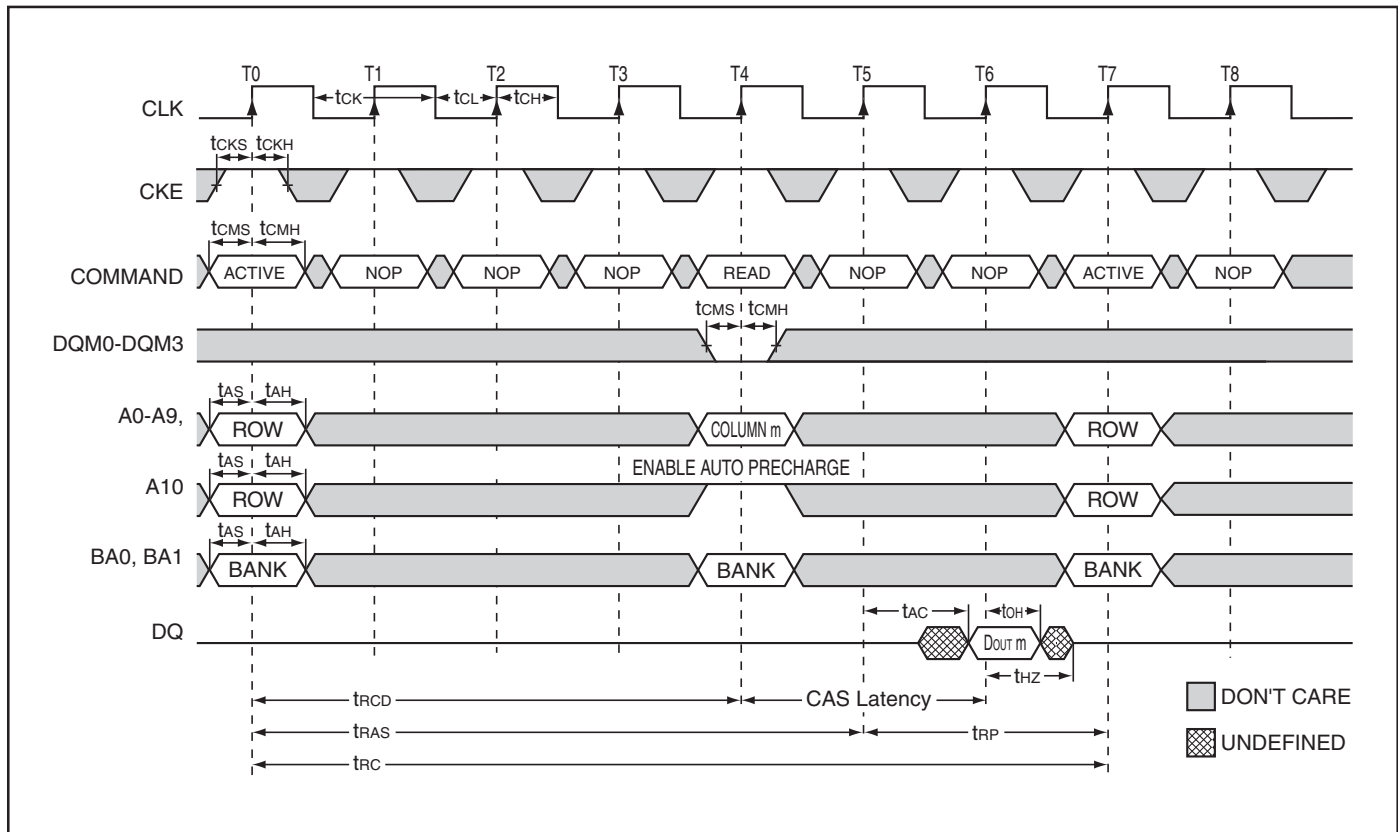 T0 T1 T2 T3 T4 T5 T6 T7 T8
CLK
tCK tCL tCH
tCKS tCKH
CKE
tCMS tCMH
COMMAND ACTIVE NOP NOP NOP READ NOP NOP ACTIVE NOP
tCMS tCMH
DQM0-DQM3
tAS tAH
A0-A9, ROW COLUMN m ROW
tAS tAH ENABLE AUTO PRECHARGE
A10 ROW ROW
tAS tAH
BA0, BA1 BANK BANK BANK
tAC tOH
DQ DOUT m
tHZ
tRCD CAS Latency
DON'T CARE
tRAS tRP
UNDEFINED
tRC